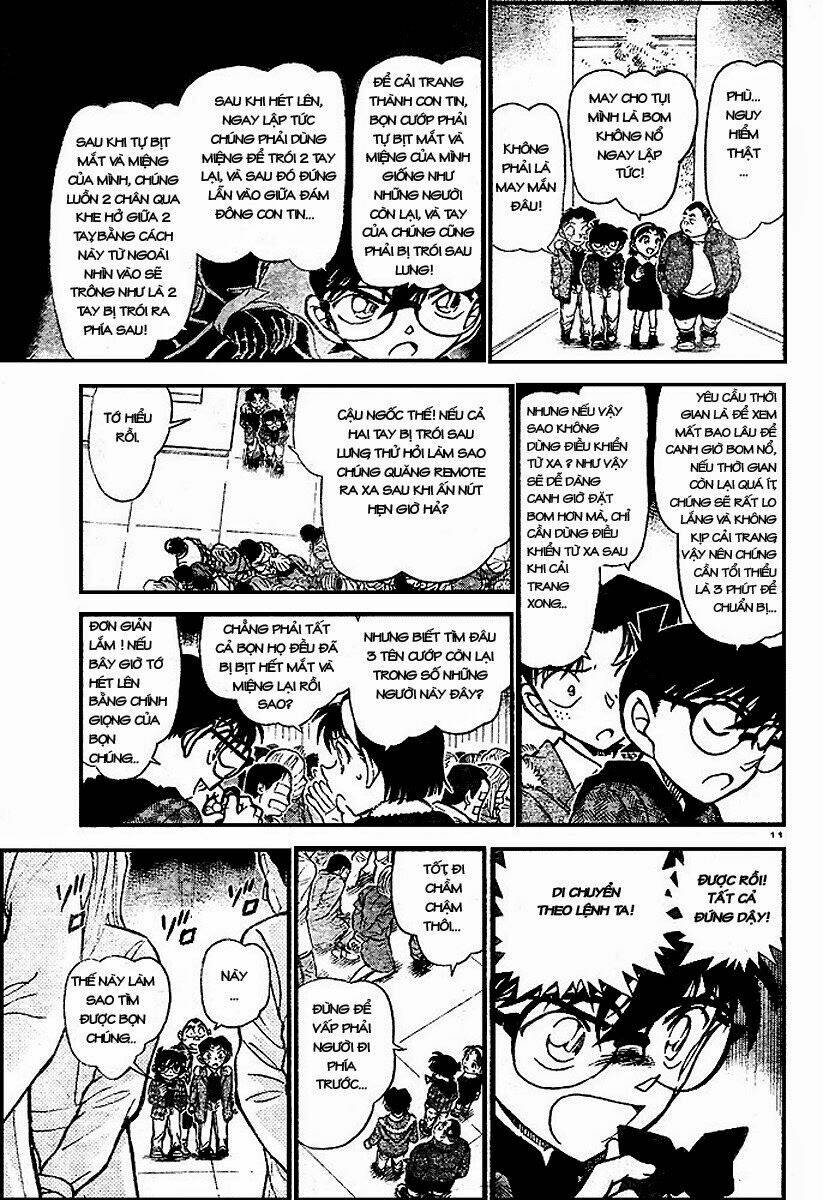 PHÙ...
NGUY
HIỂM
THẬT
...
MAY CHO TỤI
MÌNH LÀ BOM
KHÔNG NỔ
NGAY LẬP
TỨC!
KHÔNG
PHẢI LÀ
MAY MẮN
ĐÂU!
ĐỂ CẢI TRANG
THÀNH CON TIN,
BỌN CƯỚP PHẢI
TỰ BỊT MẮT VÀ
MIỆNG CỦA MÌNH
GIỐNG NHƯ
NHỮNG NGƯỜI
CÒN LẠI, VÀ TAY
CỦA CHÚNG CŨNG
PHẢI BỊ TRÓI SAU
LƯNG!
SAU KHI HÉT LÊN,
NGAY LẬP TỨC
CHÚNG PHẢI DÙNG
MIỆNG ĐỂ TRÓI 2 TAY
LẠI, VÀ SAU ĐÓ ĐỨNG
LẪN VÀO GIỮA ĐÁM
ĐÔNG CON TIN...
SAU KHI TỰ BỊT
MẮT VÀ MIỆNG
CỦA MÌNH, CHÚNG
LUỒN 2 CHÂN QUA
KHE HỞ GIỮA 2
TAY, BẰNG CÁCH
NÀY TỪ NGOÀI
NHÌN VÀO SẼ
TRÔNG NHƯ LÀ 2
TAY BỊ TRÓI RA
PHÍA SAU!
YÊU CẦU THỜI
GIAN LÀ ĐỂ XEM
MẤT BAO LÂU ĐỂ
CANH GIỜ BOM NỔ,
NẾU THỜI GIAN
CÒN LẠI QUÁ ÍT,
CHÚNG SẼ RẤT LO
LẮNG VÀ KHÔNG
KỊP CẢI TRANG
VẬY NÊN CHÚNG
CẦN TỐI THIỂU
LÀ 3 PHÚT ĐỂ
CHUẨN BỊ...
NHƯNG NẾU VẬY
SAO KHÔNG
DÙNG ĐIỀU KHIỂN
TỪ XA? NHƯ VẬY
SẼ DỄ DÀNG
CANH GIỜ ĐẶT
BOM HƠN MÀ, CHỈ
CẦN DÙNG ĐIỀU
KHIỂN TỪ XA SAU
KHI CẢI
TRANG
XONG..
CẬU NGỐC THẾ! NẾU CẢ
HAI TAY BỊ TRÓI SAU
LƯNG, THỬ HỎI LÀM SAO
CHÚNG QUĂNG REMOTE
RA XA SAU KHI ẤN NÚT
HẸN GIỜ HẢ?
TỚ HIỂU
RỒI.
NHƯNG BIẾT TÌM ĐÂU
3 TÊN CƯỚP CÒN LẠI
TRONG SỐ NHỮNG
NGƯỜI NÀY ĐÂY?
CHẲNG PHẢI TẤT
CẢ BỌN HỌ ĐỀU ĐÃ
BỊ BỊT HẾT MẮT VÀ
MIỆNG LẠI RỒI
SAO?
ĐƠN GIẢN
LẮM! NẾU
BÂY GIỜ TỚ
HÉT LÊN
BẰNG CHÍNH
GIỌNG CỦA
BỌN
CHÚNG..
11
ĐƯỢC RỒI!
TẤT CẢ
ĐỨNG DẬY!
DI CHUYỂN
THEO LỆNH TA!
TỐT, ĐI
CHẦM
CHẬM
THÔI...
ĐỪNG ĐỂ
VẤP PHẢI
NGƯỜI ĐI
PHÍA
TRƯỚC...
NÀY
...
THẾ NÀY LÀM
SAO TÌM
ĐƯỢC BỌN
CHÚNG..